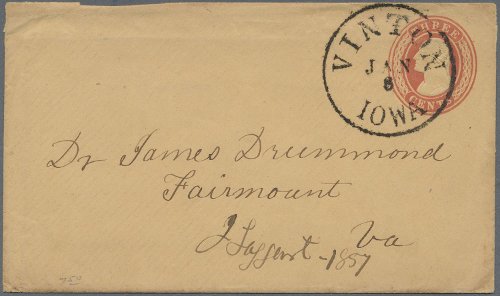 THREE
CENTS
VINTON
JAN
8
IOWA
Dr James Drummond
Fairmount
Va
1857